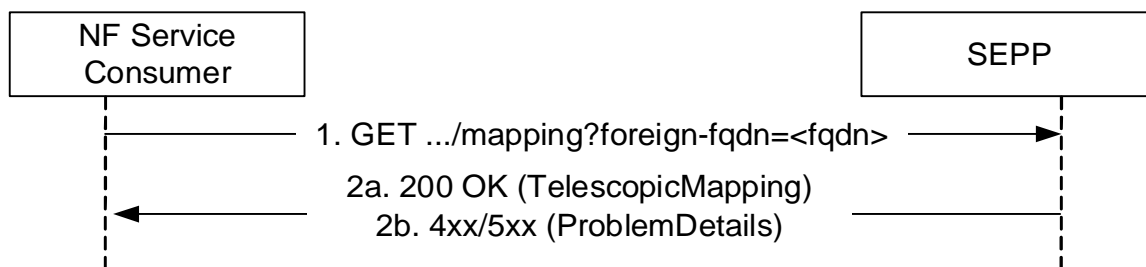 NF Service
Consumer
SEPP
1. GET .../mapping?foreign-fqdn=<fqdn>
2a. 200 OK (TelescopicMapping)
2b. 4xx/5xx (ProblemDetails)